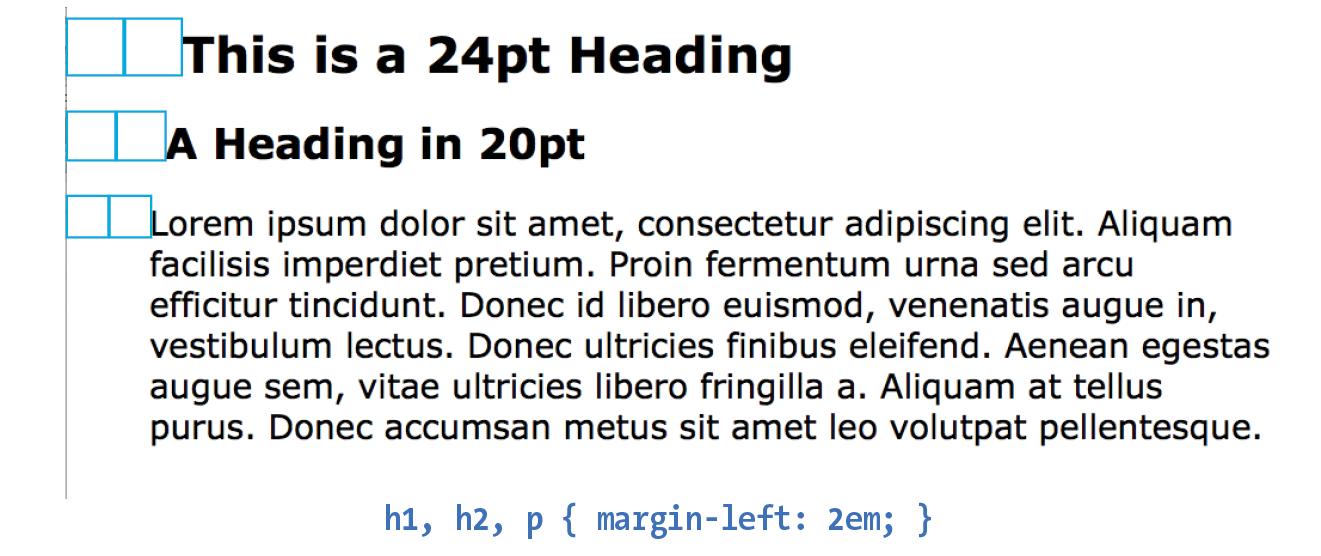 This is a 24pt Heading
A Heading in 20pt
Lorem ipsum dolor sit amet, consectetur adipiscing elit. Aliquam
facilisis imperdiet pretium. Proin fermentum urna sed arcu
efficitur tincidunt. Donec id libero euismod, venenatis augue in,
vestibulum lectus. Donec ultricies finibus eleifend. Aenean egestas
augue sem, vitae ultricies libero fringilla a. Aliquam at tellus
purus. Donec accumsan metus sit amet leo volutpat pellentesque.
h1, h2, p { margin-left: 2em; }